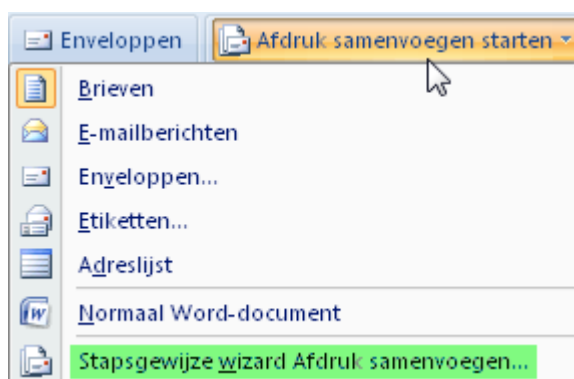 Enveloppen Afdruk samenvoegen starten
Brieven
E-mailberichten
Enveloppen...
Etiketten...
Adreslijst
Normaal Word-document
Stapsgewijze wizard Afdruk samenvoegen...